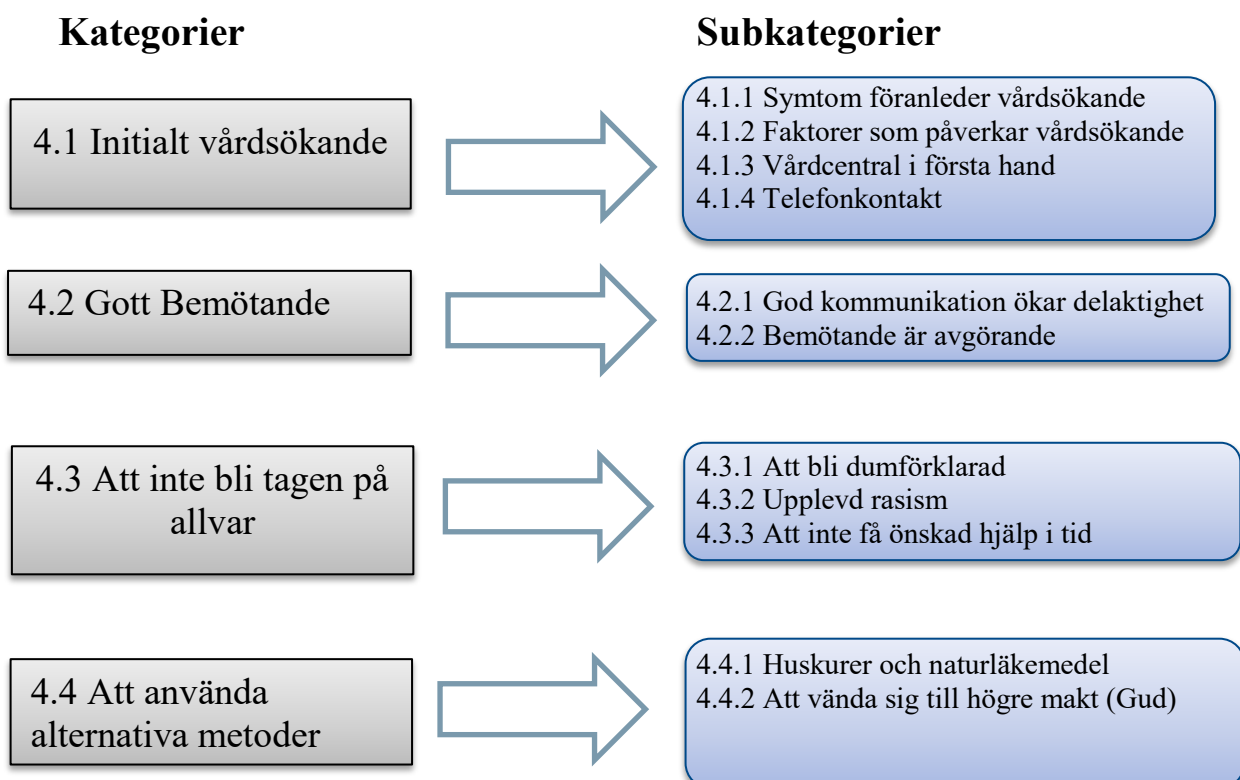 Kategorier
Subkategorier
4.1 Initialt vårdsökande
4.1.1 Symtom föranleder vårdsökande
4.1.2 Faktorer som påverkar vårdsökande
4.1.3 Vårdcentral i första hand
4.1.4 Telefonkontakt
4.2 Gott Bemötande
4.2.1 God kommunikation ökar delaktighet
4.2.2 Bemötande är avgörande
4.3 Att inte bli tagen på
allvar
4.3.1 Att bli dumförklarad
4.3.2 Upplevd rasism
4.3.3 Att inte få önskad hjälp i tid
4.4 Att använda
alternativa metoder
4.4.1 Huskurer och naturläkemedel
4.4.2 Att vända sig till högre makt (Gud)